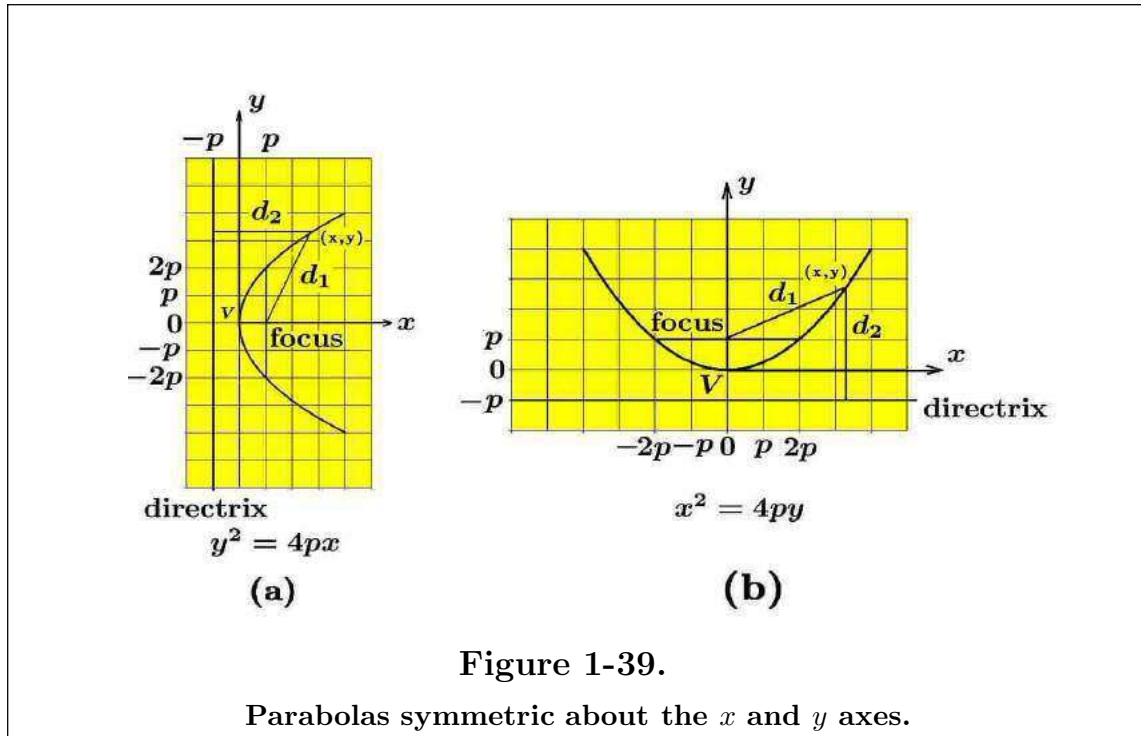 y
−p p
d₂
(x,y)
2p
d₁
p
V
0
x
focus
−p
−2p
directrix
y² = 4px
(a)
y
(x,y)
d₁
focus
d₂
p
x
0
V
−p
directrix
−2p −p 0 p 2p
x² = 4py
(b)
Figure 1-39.
Parabolas symmetric about the x and y axes.